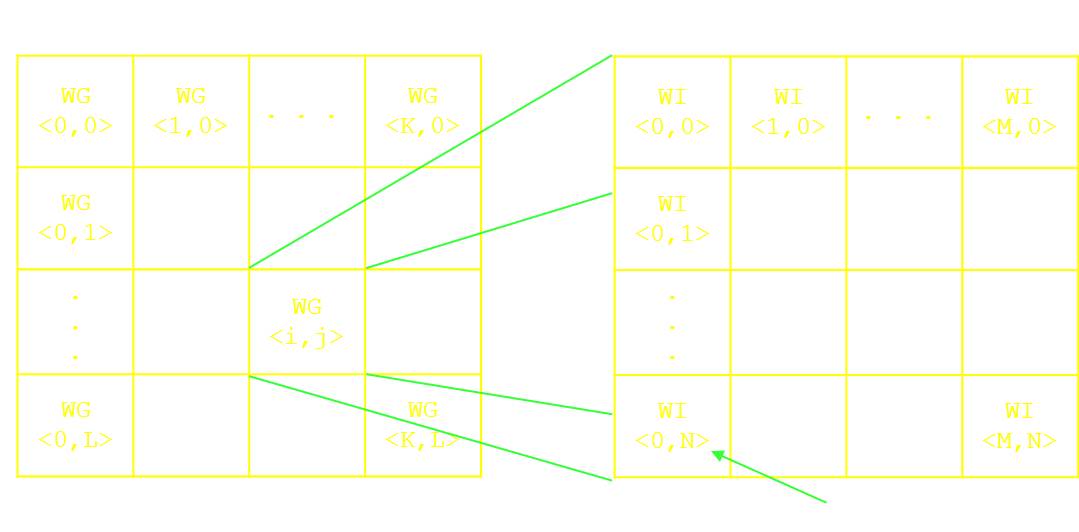 WG
<0,0>
WG
<1,0>
. . .
WG
<K,0>
WG
<0,1>
.
.
.
WG
<i,j>
WG
<0,L>
WG
<K,L>
WI
<0,0>
WI
<1,0>
. . .
WI
<M,0>
WI
<0,1>
.
.
.
WI
<0,N>
WI
<M,N>